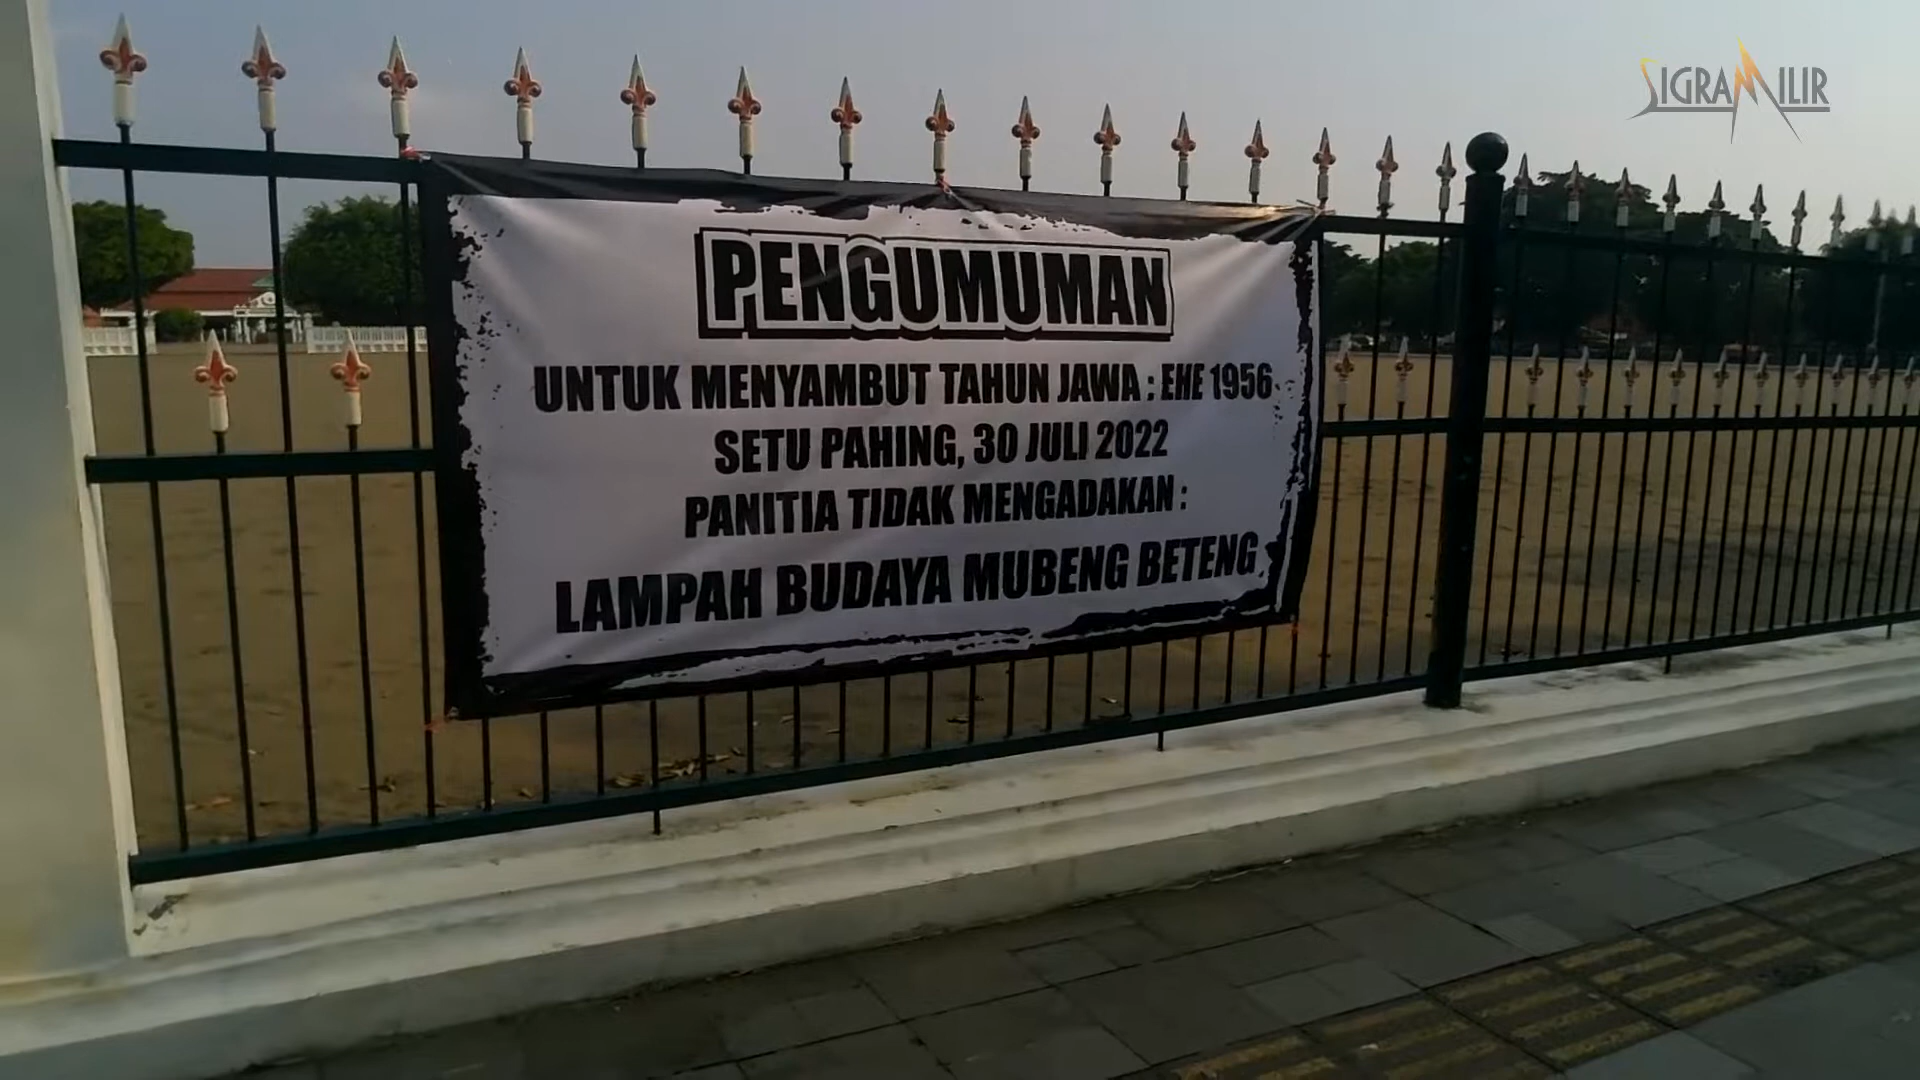 SIGRAMILIR
PENGUMUMAN
UNTUK MENYAMBUT TAHUN JAWA : EHE 1956
SETU PAHING, 30 JULI 2022
PANITIA TIDAK MENGADAKAN :
LAMPAH BUDAYA MUBENG BETENG